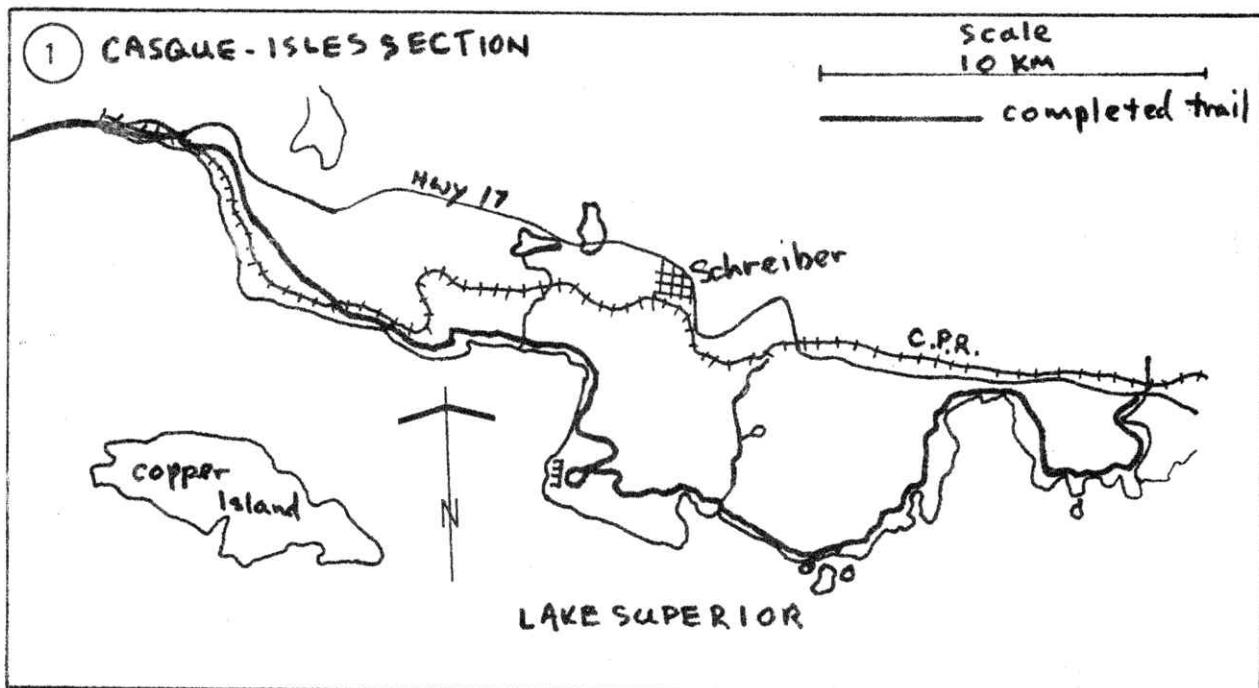 1 CASQUE-ISLES SECTION
Scale
10 KM
completed trail
HWY 17
Schreiber
C.P.R.
Copper
Island
N
LAKE SUPERIOR